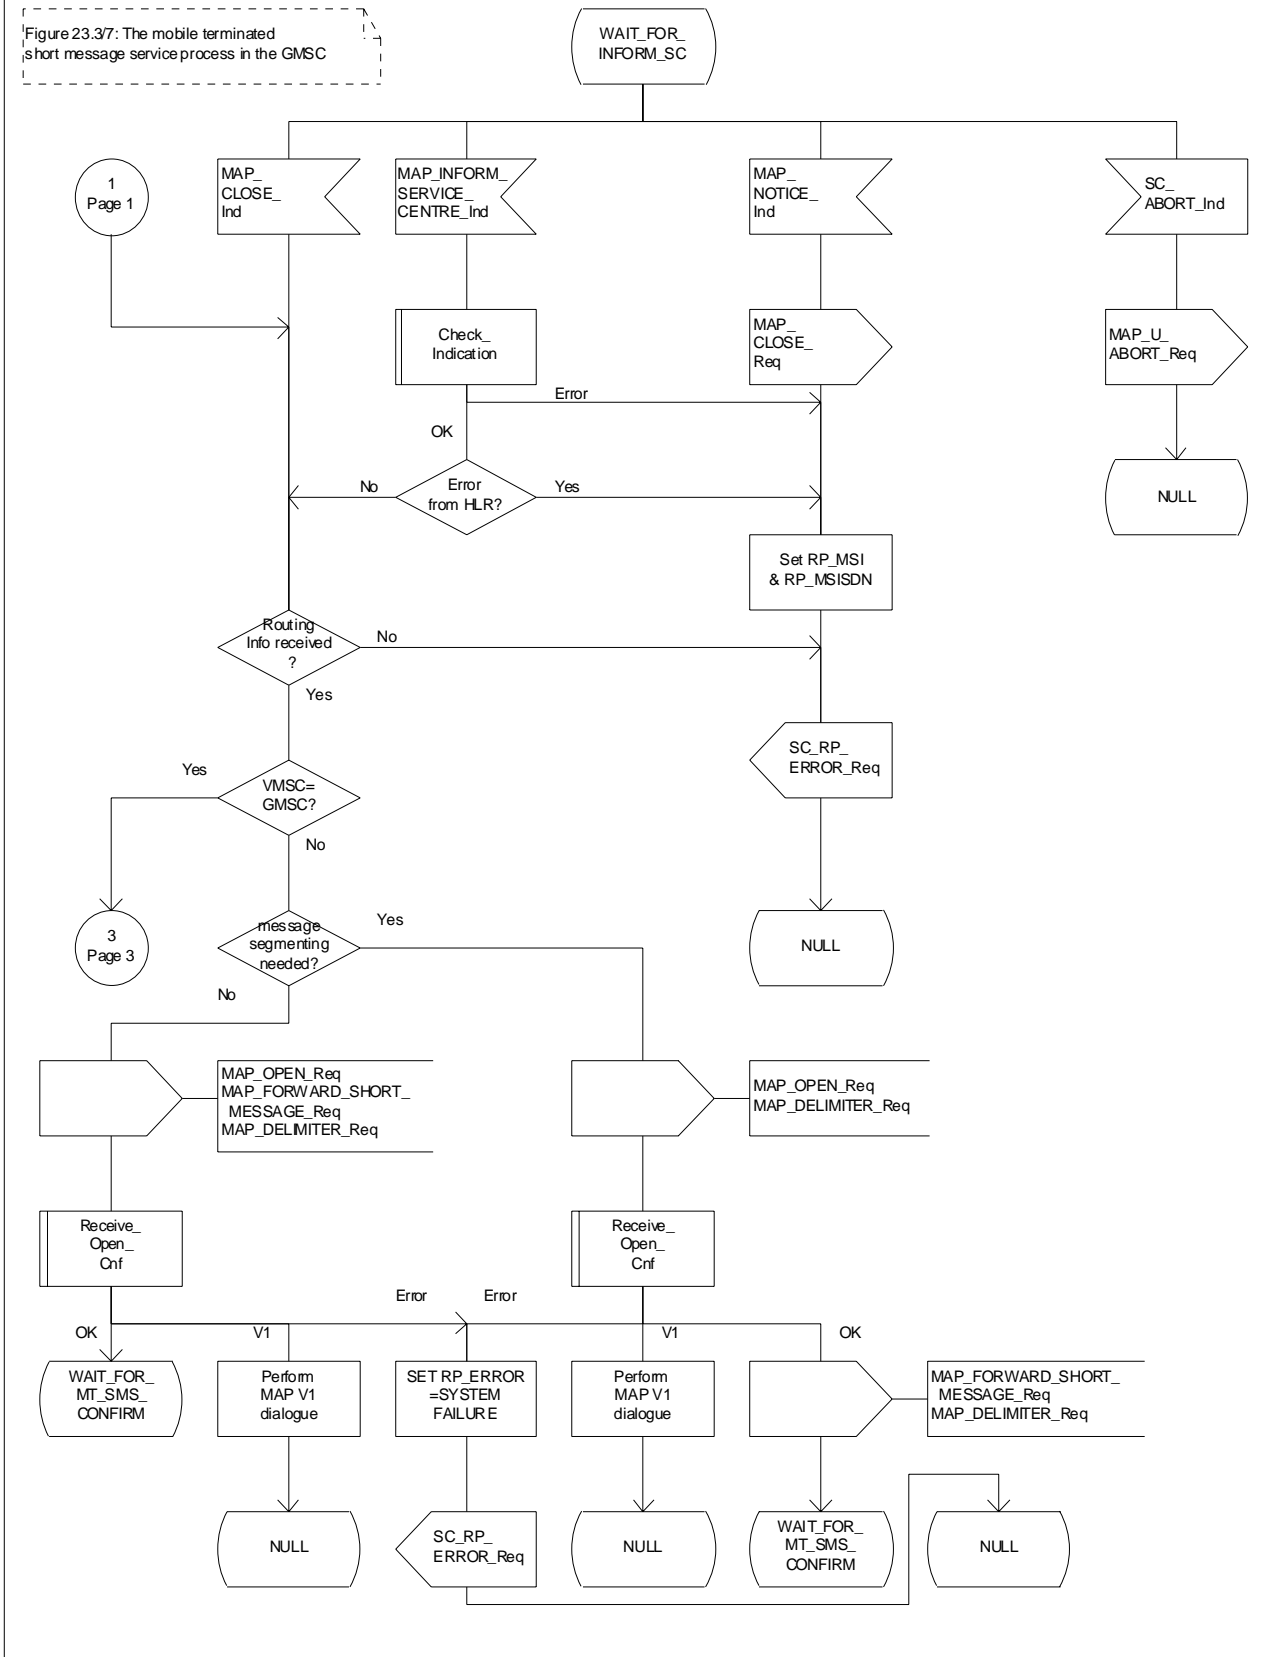 Figure 23.3/7: The mobile terminated
short message service process in the GMSC
WAIT_FOR_
INFORM_SC
1
Page 1
MAP_
CLOSE_
Ind
MAP_INFORM_
SERVICE_
CENTRE_Ind
MAP_
NOTICE_
Ind
SC_
ABORT_Ind
Check_
Indication
MAP_
CLOSE_
Req
MAP_U_
ABORT_Req
Error
OK
No
Error
from HLR?
Yes
NULL
Set RP_MSI
& RP_MSISDN
Routing
Info received
?
No
Yes
SC_RP_
ERROR_Req
Yes
VMSC=
GMSC?
No
3
Page 3
message
segmenting
needed?
Yes
NULL
No
MAP_OPEN_Req
MAP_FORWARD_SHORT_
MESSAGE_Req
MAP_DELIMITER_Req
MAP_OPEN_Req
MAP_DELIMITER_Req
Receive_
Open_
Cnf
Receive_
Open_
Cnf
Error
Error
OK
V1
V1
OK
WAIT_FOR_
MT_SMS_
CONFIRM
Perform
MAP V1
dialogue
SET RP_ERROR
=SYSTEM
FAILURE
Perform
MAP V1
dialogue
MAP_FORWARD_SHORT_
MESSAGE_Req
MAP_DELIMITER_Req
NULL
SC_RP_
ERROR_Req
NULL
WAIT_FOR_
MT_SMS_
CONFIRM
NULL